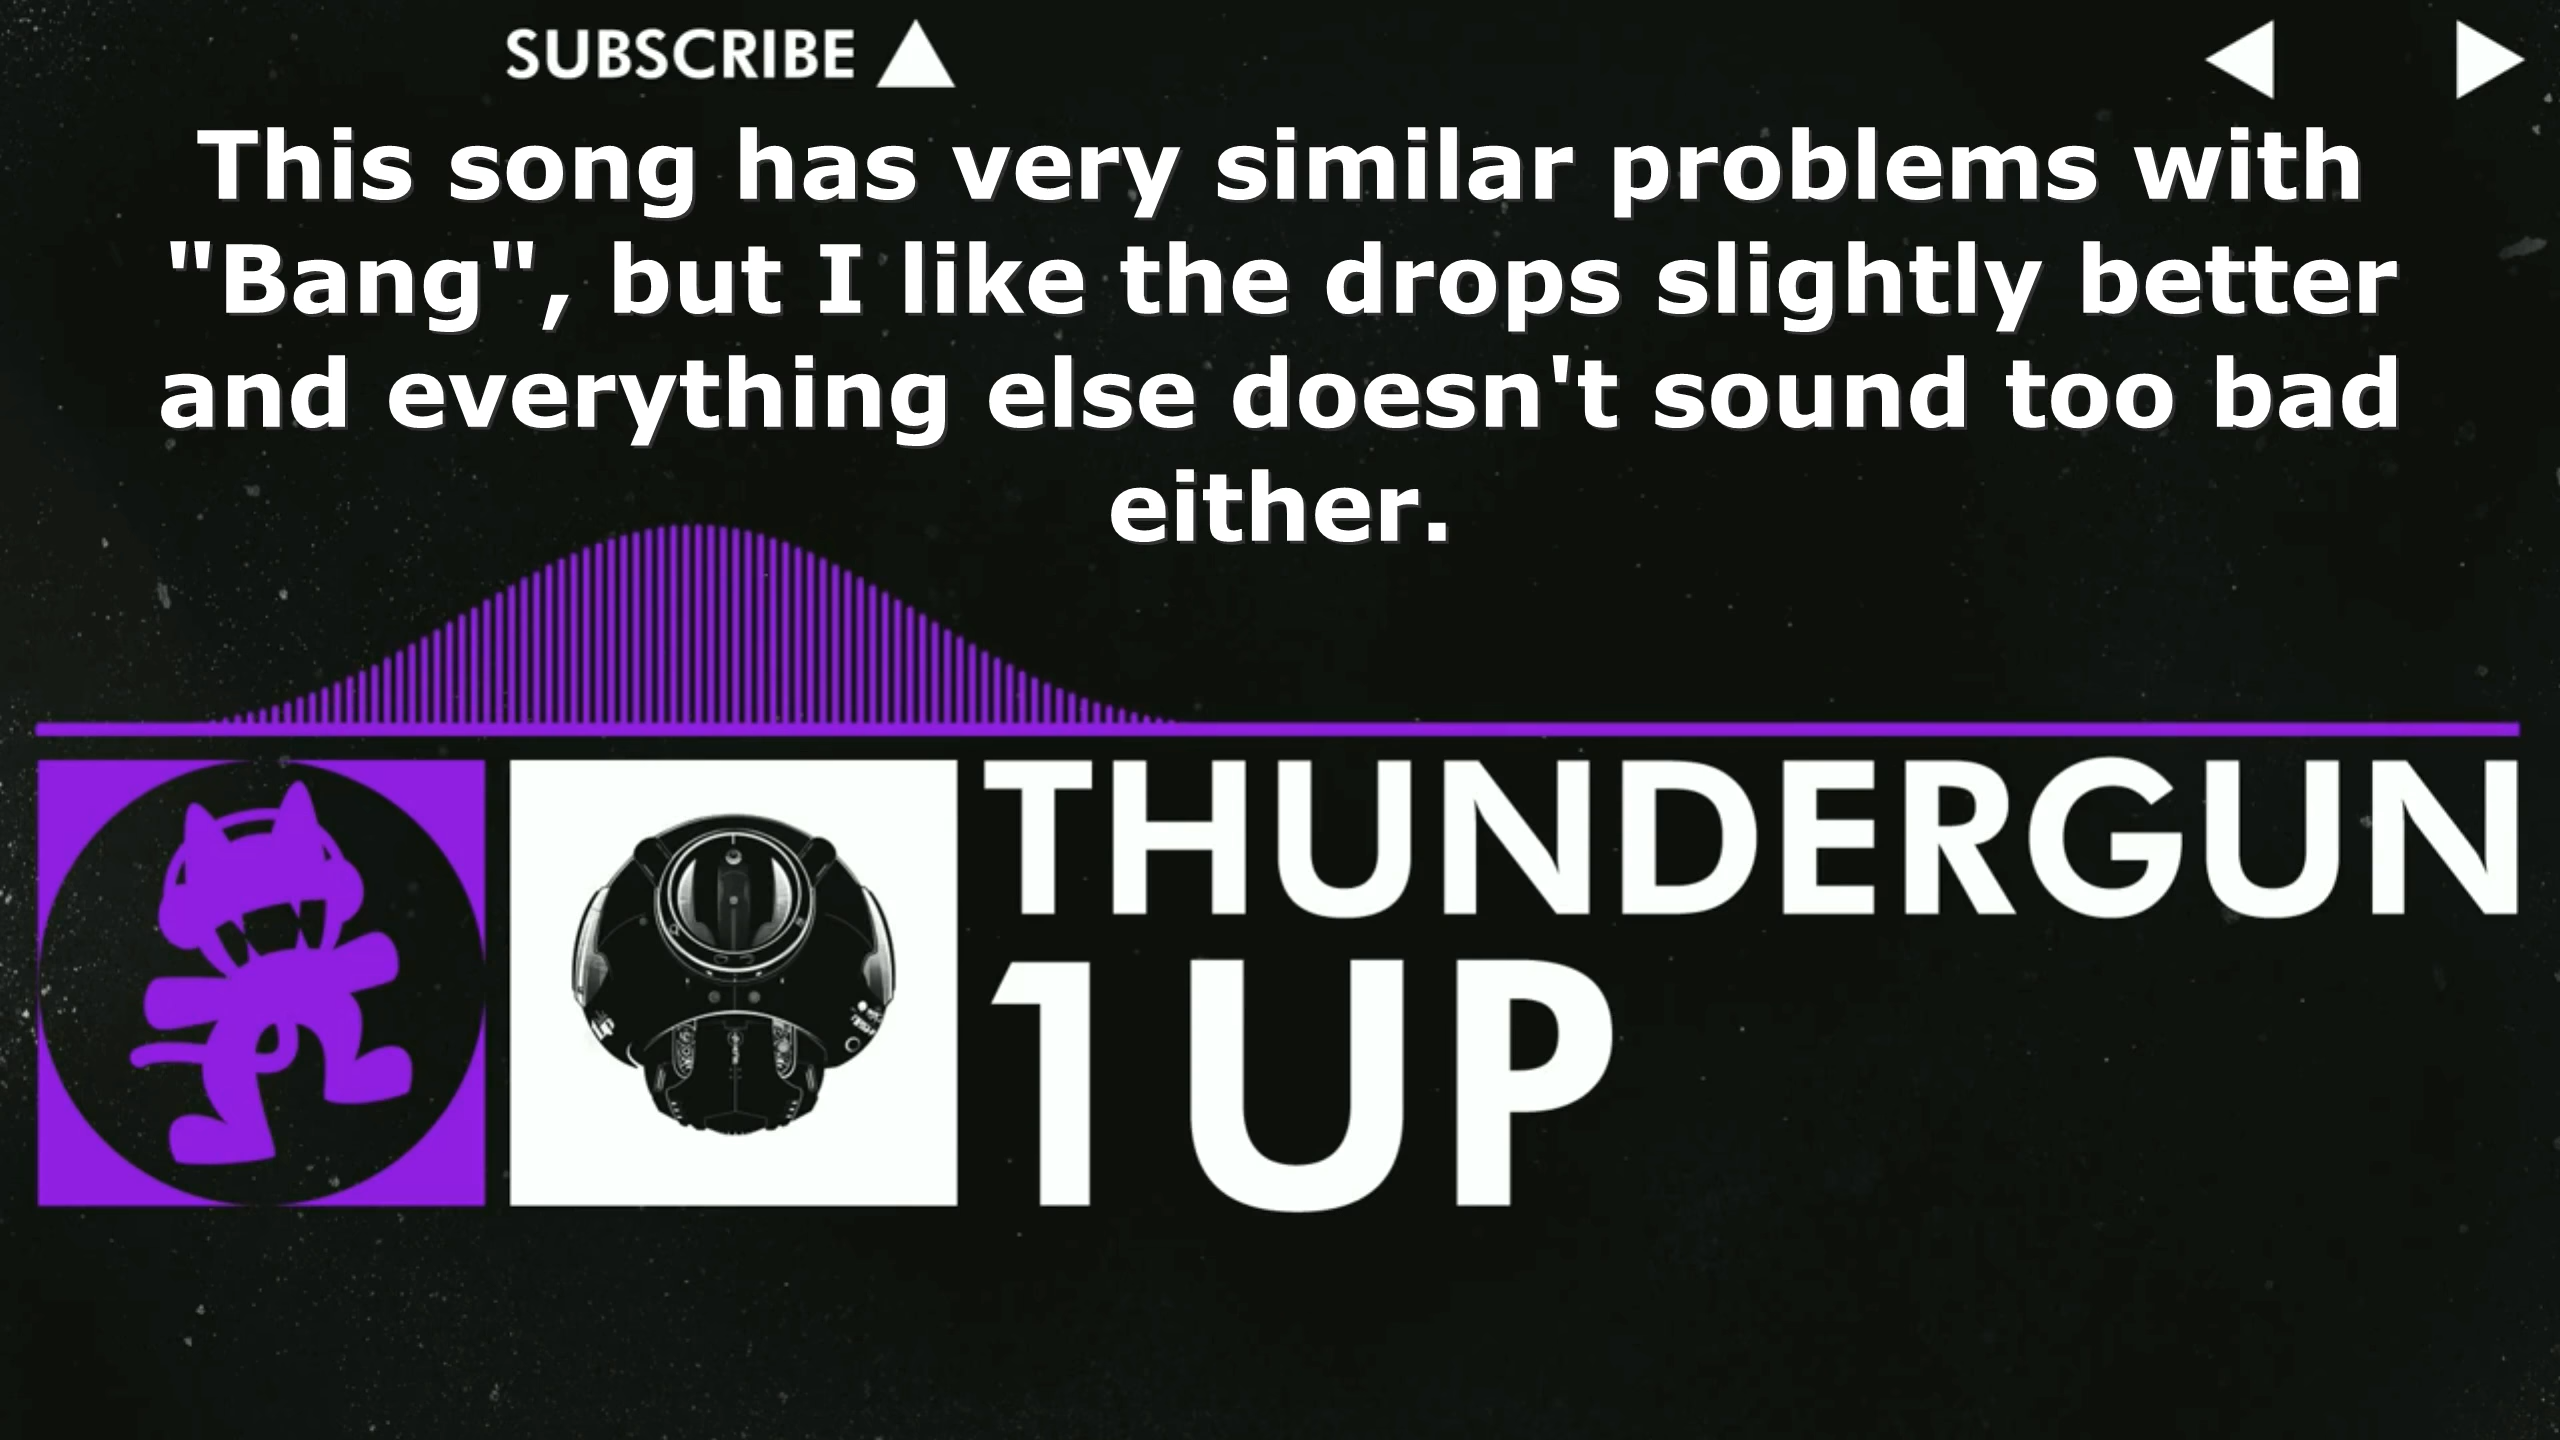 SUBSCRIBE
This song has very similar problems with
"Bang", but I like the drops slightly better
and everything else doesn't sound too bad
either.
THUNDERGUN
1UP